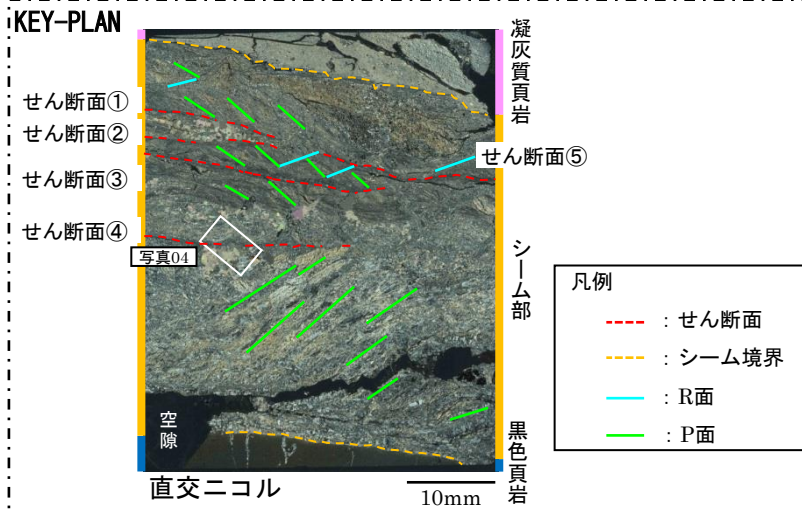 KEY-PLAN
凝灰質頁岩
せん断面①
せん断面②
せん断面③
せん断面④
せん断面⑤
写真04
シーム部
空隙
黒色頁岩
直交ニコル
10mm
凡例
：せん断面
：シーム境界
：R面
：P面